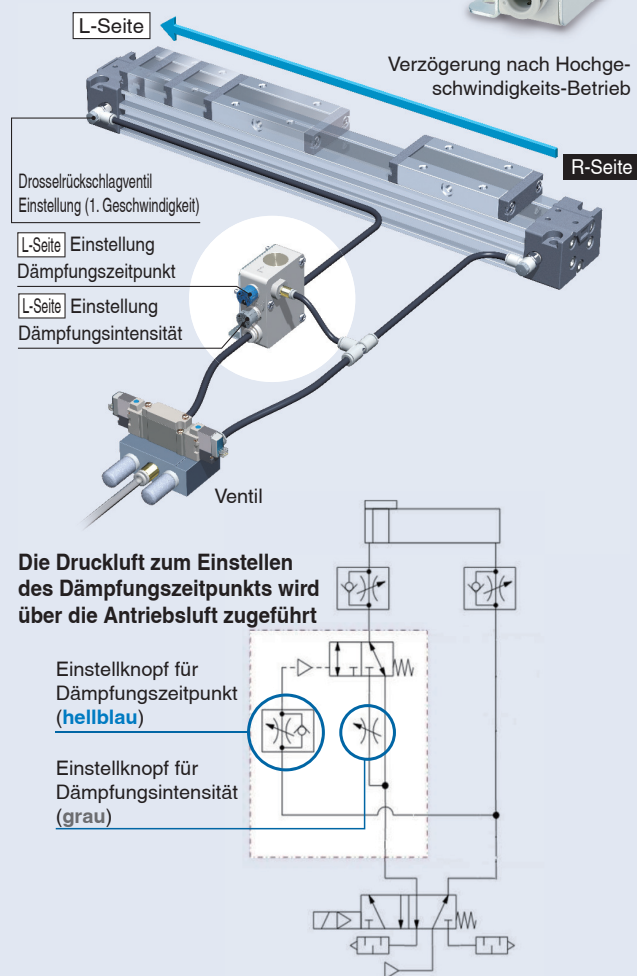 L-Seite
Verzögerung nach Hochge-
schwindigkeits-Betrieb
R-Seite
Drosselrückschlagventil
Einstellung (1. Geschwindigkeit)
L-Seite Einstellung
Dämpfungszeitpunkt
L-Seite Einstellung
Dämpfungsintensität
Ventil
Die Druckluft zum Einstellen
des Dämpfungszeitpunkts wird
über die Antriebsluft zugeführt
Einstellknopf für
Dämpfungszeitpunkt
(hellblau)
Einstellknopf für
Dämpfungsintensität
(grau)